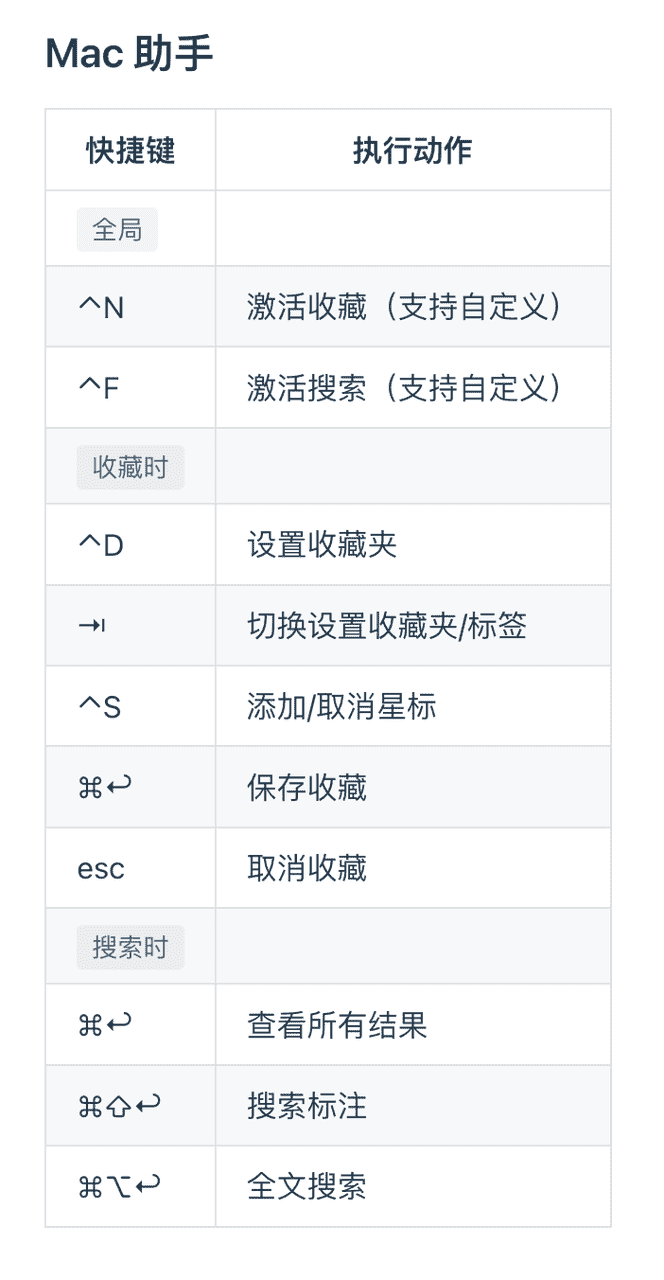 Mac 助手
快捷键 执行动作
全局
^N 激活收藏（支持自定义）
^F 激活搜索（支持自定义）
收藏时
^D 设置收藏夹
⇥ 切换设置收藏夹/标签
^S 添加/取消星标
⌘↩ 保存收藏
esc 取消收藏
搜索时
⌘↩ 查看所有结果
⌘⇧↩ 搜索标注
⌘⌥↩ 全文搜索